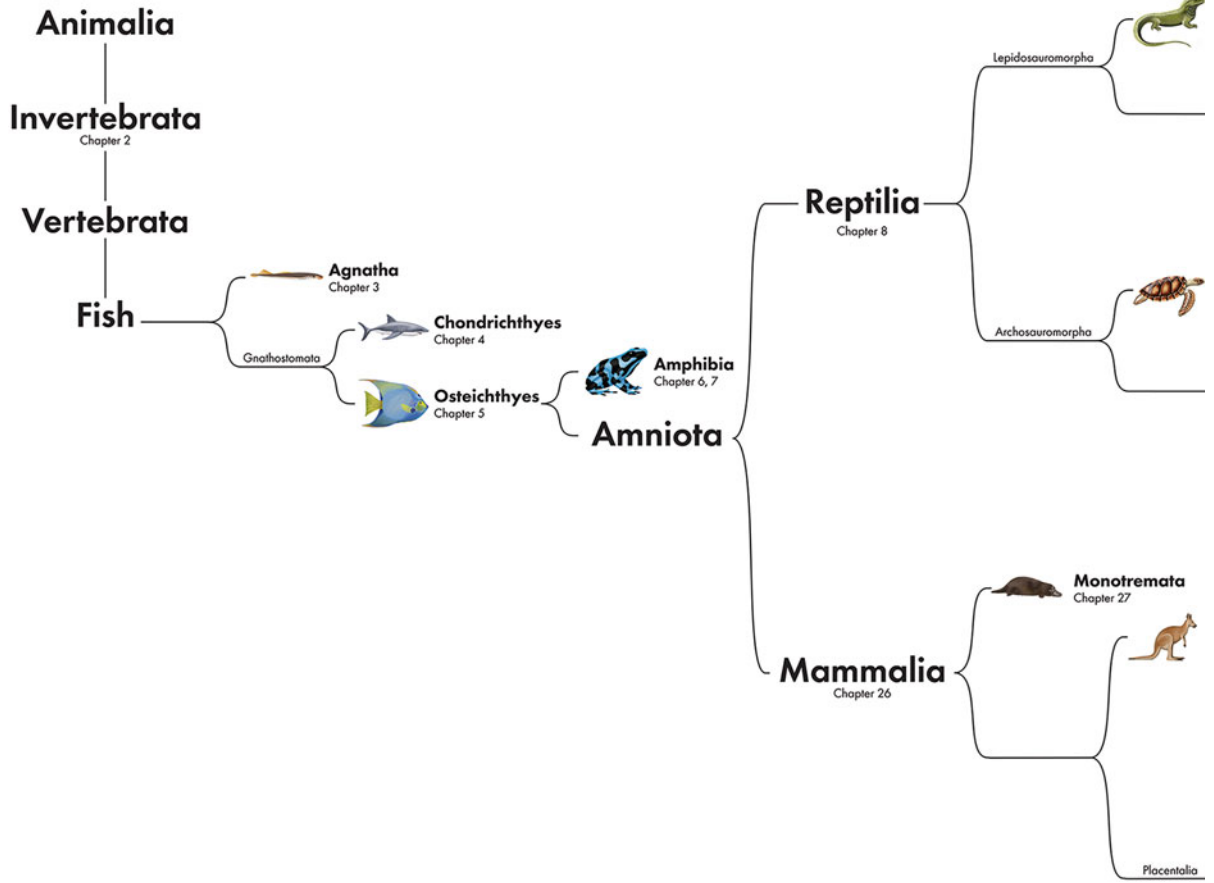 Animalia
Invertebrata
Chapter 2
Vertebrata
Fish
Agnatha
Chapter 3
Gnathostomata
Chondrichthyes
Chapter 4
Osteichthyes
Chapter 5
Amphibia
Chapter 6, 7
Amniota
Reptilia
Chapter 8
Lepidosauromorpha
Archosauromorpha
Mammalia
Chapter 26
Monotremata
Chapter 27
Placentalia